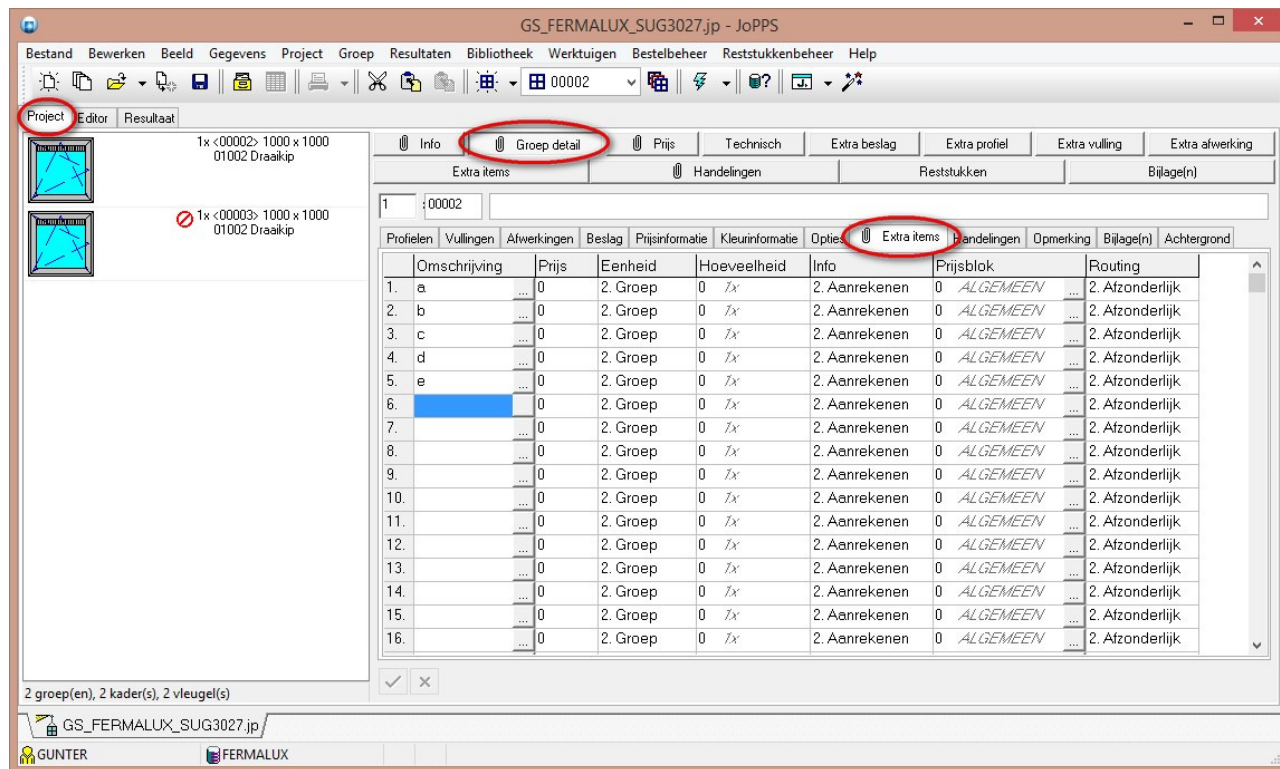 GS_FERMALUX_SUG3027.jp - JoPPS
Bestand Bewerken Beeld Gegevens Project Groep Resultaten Bibliotheek Werktuigen Bestelbeheer Reststukkenbeheer Help
00002
Project Editor Resultaat
1x <00002> 1000 x 1000
01002 Draaikip
1x <00003> 1000 x 1000
01002 Draaikip
Info Groep detail Prijs Technisch Extra beslag Extra profiel Extra vulling Extra afwerking
Extra items Handelingen Reststukken Bijlage(n)
1 :00002
Profielen Vullingen Afwerkingen Beslag Prijsinformatie Kleurinformatie Opties Extra items Handelingen Opmerking Bijlage(n) Achtergrond
Omschrijving Prijs Eenheid Hoeveelheid Info Prijsblok Routing
1. a ... 0 2. Groep 0 1x 2. Aanrekenen 0 ALGEMEEN ... 2. Afzonderlijk
2. b ... 0 2. Groep 0 1x 2. Aanrekenen 0 ALGEMEEN ... 2. Afzonderlijk
3. c ... 0 2. Groep 0 1x 2. Aanrekenen 0 ALGEMEEN ... 2. Afzonderlijk
4. d ... 0 2. Groep 0 1x 2. Aanrekenen 0 ALGEMEEN ... 2. Afzonderlijk
5. e ... 0 2. Groep 0 1x 2. Aanrekenen 0 ALGEMEEN ... 2. Afzonderlijk
6. 0 2. Groep 0 1x 2. Aanrekenen 0 ALGEMEEN ... 2. Afzonderlijk
7. ... 0 2. Groep 0 1x 2. Aanrekenen 0 ALGEMEEN ... 2. Afzonderlijk
8. ... 0 2. Groep 0 1x 2. Aanrekenen 0 ALGEMEEN ... 2. Afzonderlijk
9. ... 0 2. Groep 0 1x 2. Aanrekenen 0 ALGEMEEN ... 2. Afzonderlijk
10. ... 0 2. Groep 0 1x 2. Aanrekenen 0 ALGEMEEN ... 2. Afzonderlijk
11. ... 0 2. Groep 0 1x 2. Aanrekenen 0 ALGEMEEN ... 2. Afzonderlijk
12. ... 0 2. Groep 0 1x 2. Aanrekenen 0 ALGEMEEN ... 2. Afzonderlijk
13. ... 0 2. Groep 0 1x 2. Aanrekenen 0 ALGEMEEN ... 2. Afzonderlijk
14. ... 0 2. Groep 0 1x 2. Aanrekenen 0 ALGEMEEN ... 2. Afzonderlijk
15. ... 0 2. Groep 0 1x 2. Aanrekenen 0 ALGEMEEN ... 2. Afzonderlijk
16. ... 0 2. Groep 0 1x 2. Aanrekenen 0 ALGEMEEN ... 2. Afzonderlijk
2 groep(en), 2 kader(s), 2 vleugel(s)
GS_FERMALUX_SUG3027.jp
GUNTER FERMALUX